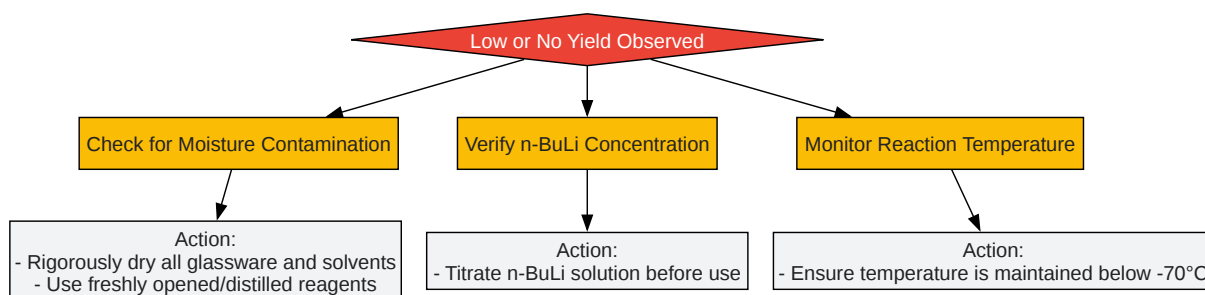 Low or No Yield Observed
Check for Moisture Contamination
Verify n-BuLi Concentration
Monitor Reaction Temperature
Action:
- Rigorously dry all glassware and solvents
- Use freshly opened/distilled reagents
Action:
- Titrate n-BuLi solution before use
Action:
- Ensure temperature is maintained below -70°C